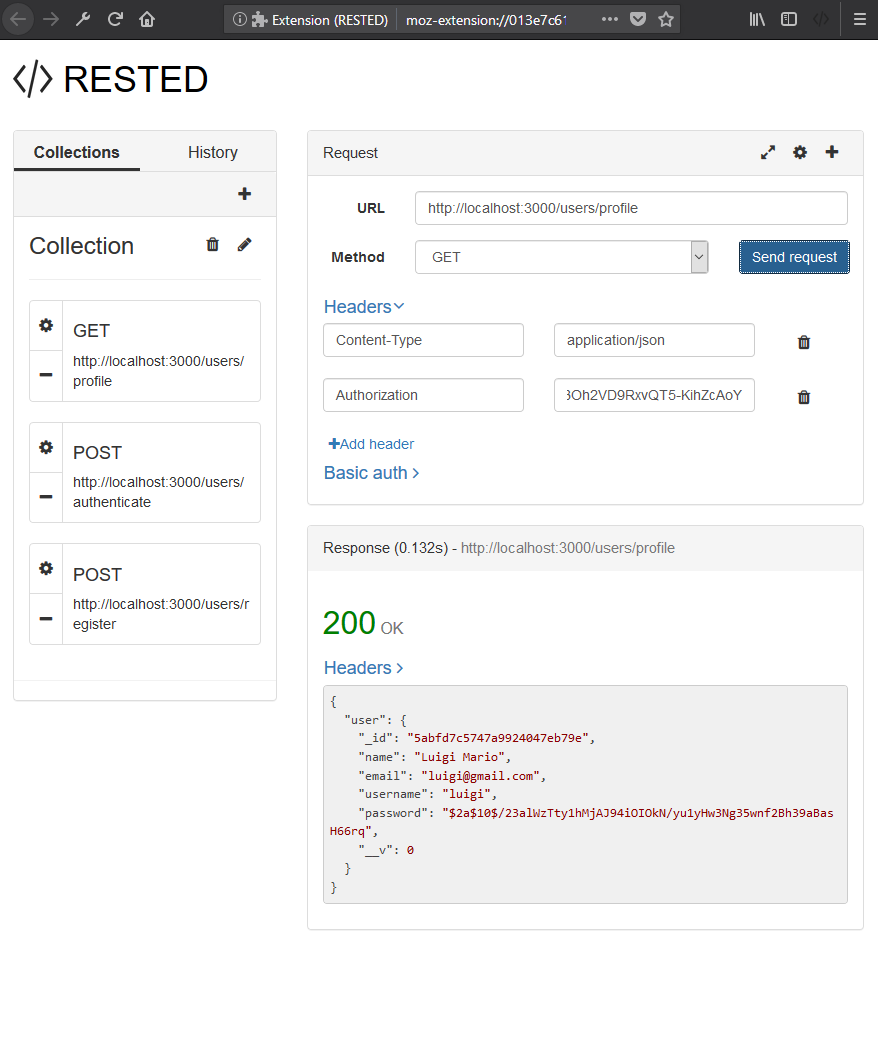 Extension (RESTED) moz-extension://013e7c61
</> RESTED
Collections History
Collection
GET
http://localhost:3000/users/
profile
POST
http://localhost:3000/users/
authenticate
POST
http://localhost:3000/users/r
egister
Request
URL http://localhost:3000/users/profile
Method GET Send request
Headers
Content-Type application/json
Authorization 3Oh2VD9RxvQT5-KihZcAoY
Add header
Basic auth
Response (0.132s) - http://localhost:3000/users/profile
200 OK
Headers
{
"user": {
"_id": "5abfd7c5747a9924047eb79e",
"name": "Luigi Mario",
"email": "luigi@gmail.com",
"username": "luigi",
"password": "$2a$10$/23alWzTty1hMjAJ94iOIOkN/yu1yHw3Ng35wnf2Bh39aBas
H66rq",
"__v": 0
}
}